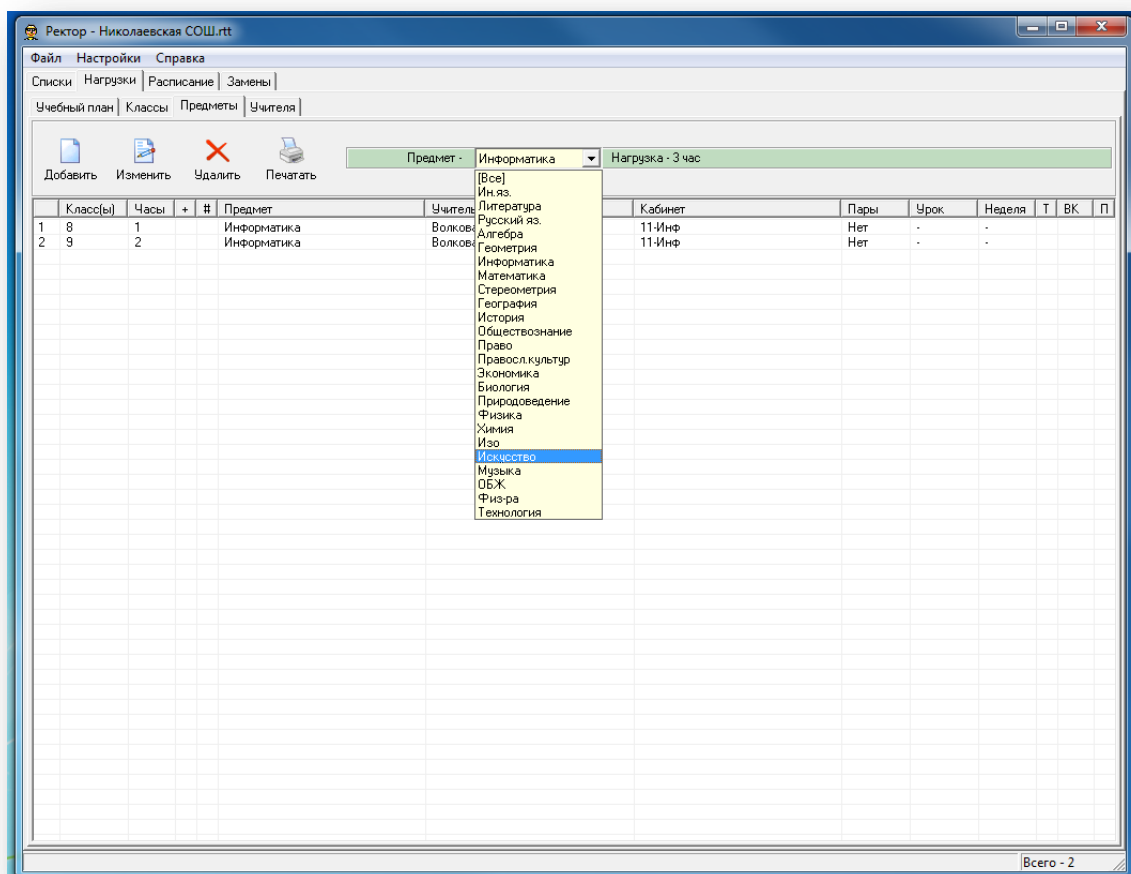 Ректор - Николаевская СОШ.rtt
Файл Настройки Справка
Списки Нагрузки Расписание Замены
Учебный план Классы Предметы Учителя
Добавить Изменить Удалить Печатать
Предмет - Информатика Нагрузка - 3 час
Класс(ы) Часы + # Предмет Учитель Кабинет Пары Урок Неделя Т ВК П
1 8 1 Информатика Волкова 11-Инф Нет - -
2 9 2 Информатика Волкова 11-Инф Нет - -
[Все]
Ин.яз.
Литература
Русский яз.
Алгебра
Геометрия
Информатика
Математика
Стереометрия
География
История
Обществознание
Право
Правосл.культур
Экономика
Биология
Природоведение
Физика
Химия
Изо
Искусство
Музыка
ОБЖ
Физ-ра
Технология
Всего - 2